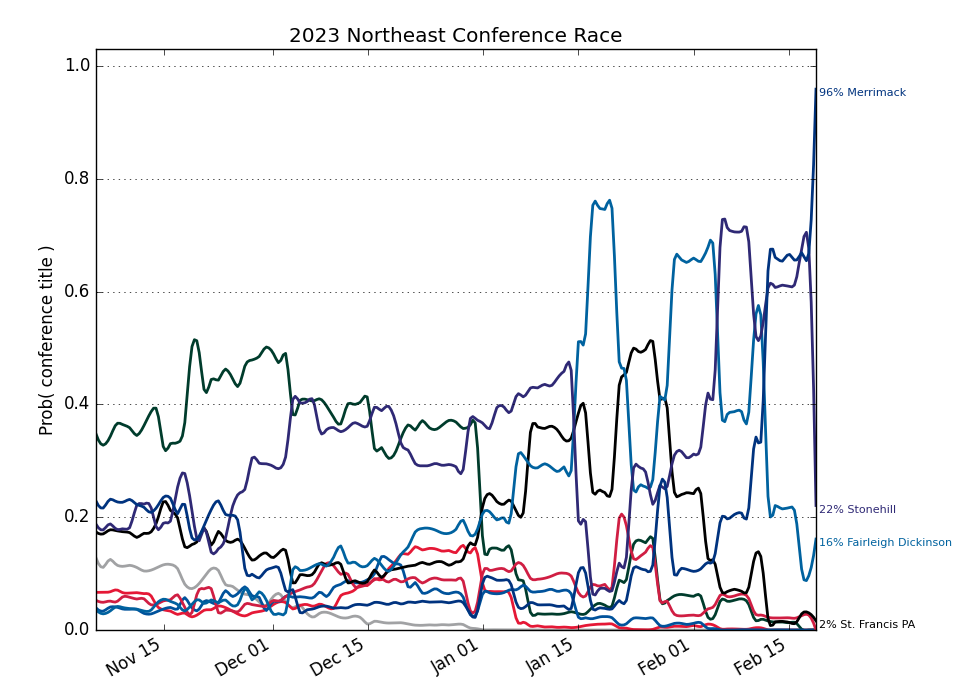 2023 Northeast Conference Race
Prob( conference title )
1.0
0.8
0.6
0.4
0.2
0.0
96% Merrimack
22% Stonehill
16% Fairleigh Dickinson
2% St. Francis PA
Nov 15
Dec 01
Dec 15
Jan 01
Jan 15
Feb 01
Feb 15